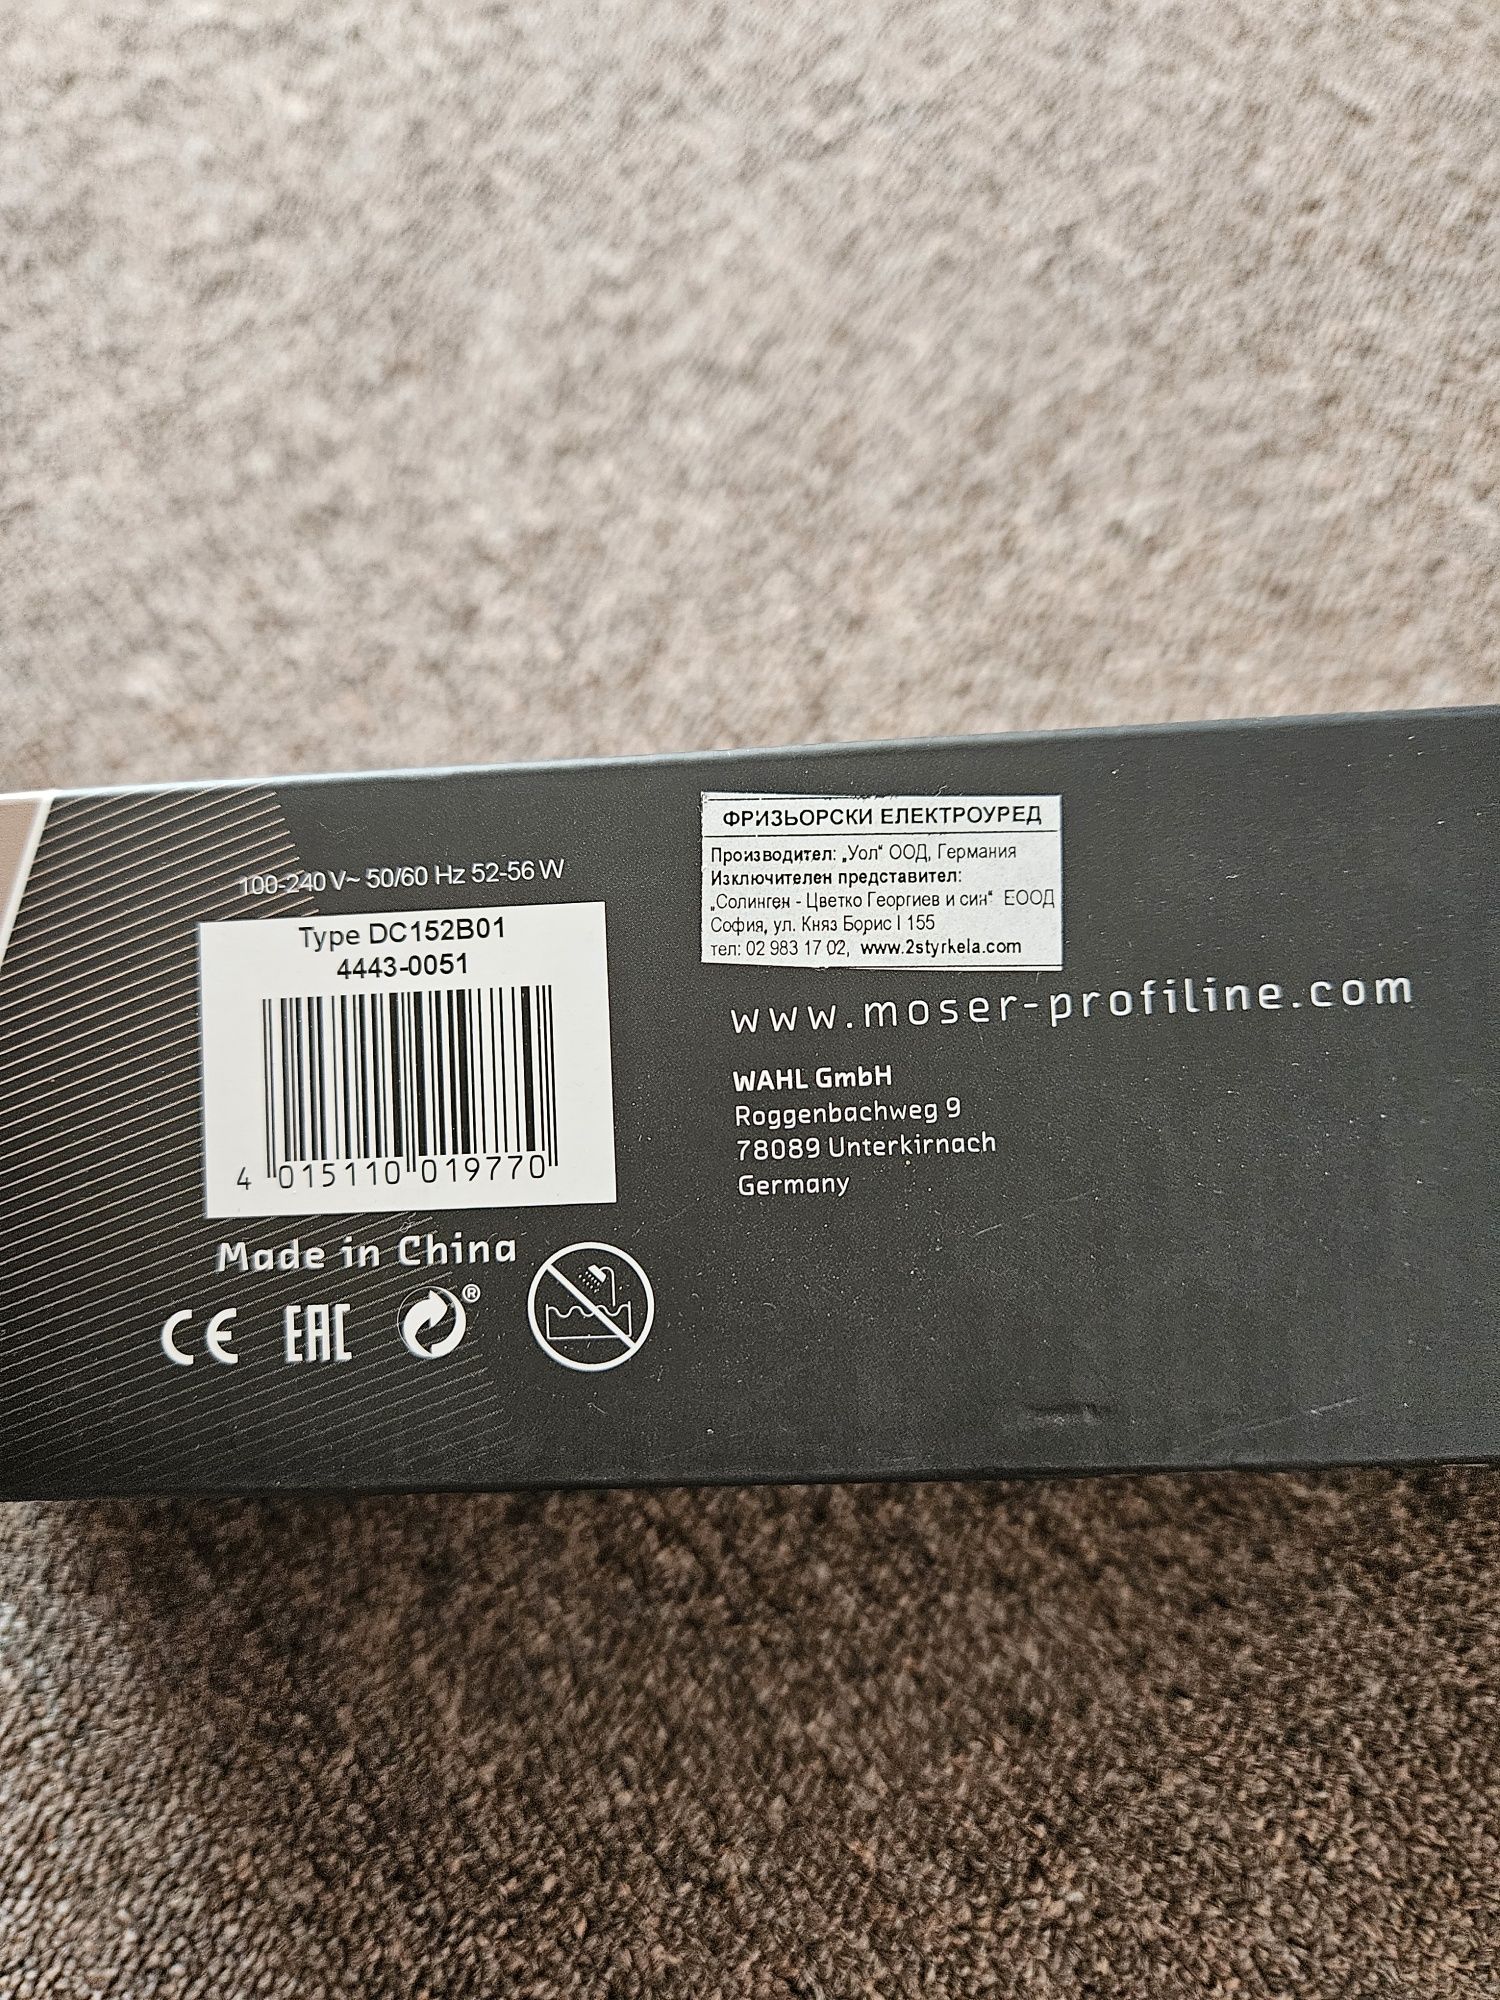 100-240 V~ 50/60 Hz 52-56 W
Type DC152B01
4443-0051
4 015110 019770
Made in China
CE EAC ®
ФРИЗЬОРСКИ ЕЛЕКТРОУРЕД
Производител: „Уол“ ООД, Германия
Изключителен представител:
„Солинген - Цветко Георгиев и син“ ЕООД
София, ул. Княз Борис I 155
тел: 02 983 17 02, www.2styrkela.com
www.moser-profiline.com
WAHL GmbH
Roggenbachweg 9
78089 Unterkirnach
Germany